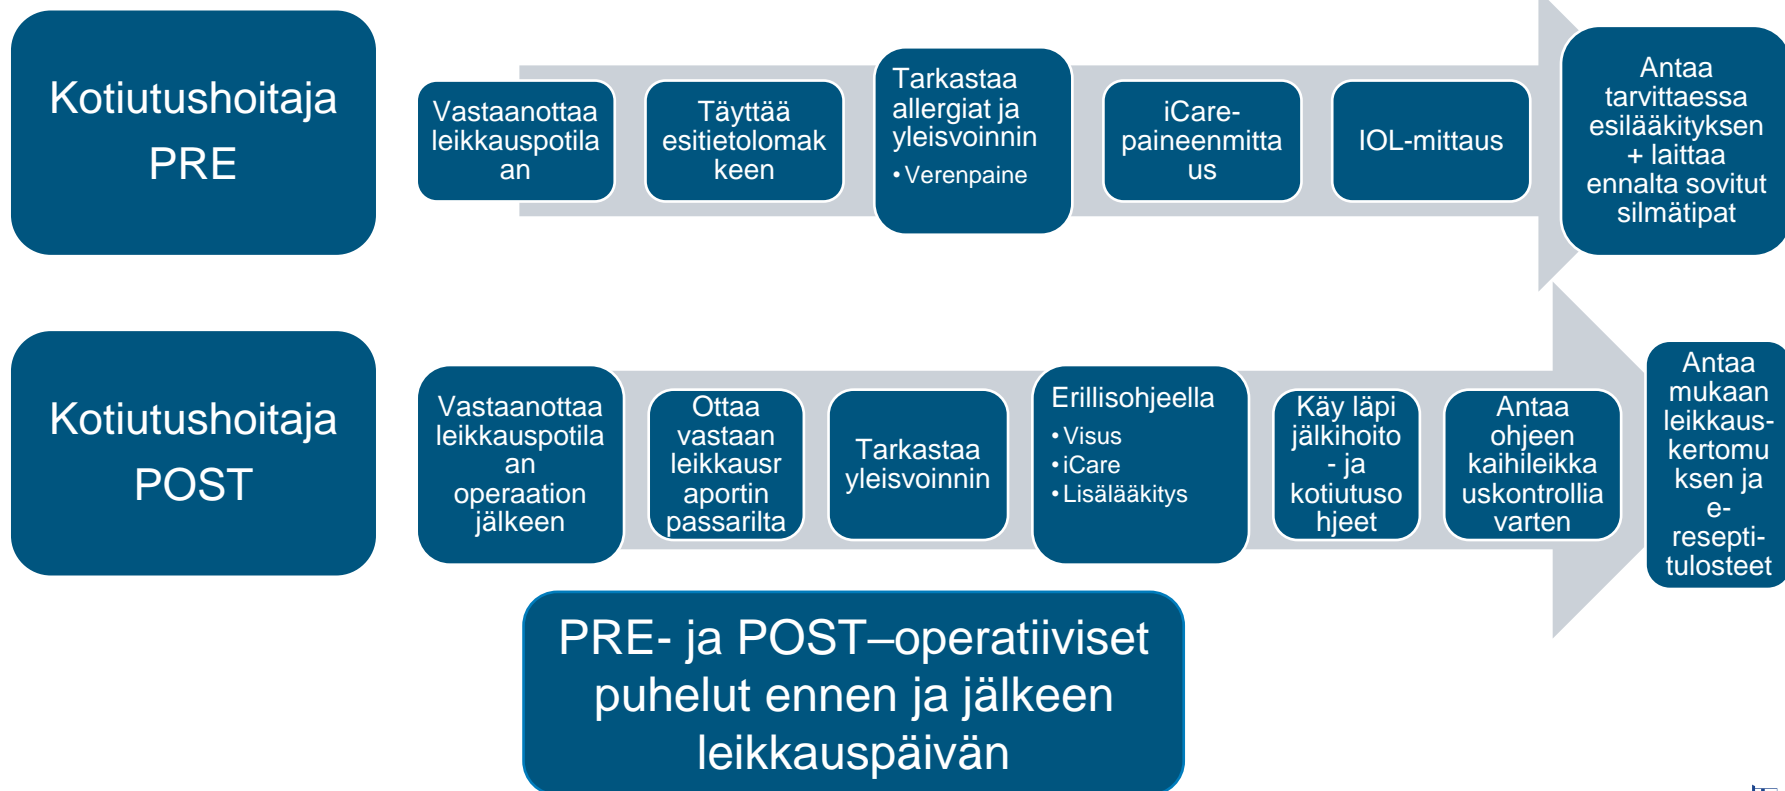 Kotiutushoitaja
PRE
Vastaanottaa
leikkauspotila
an
Täyttää
esitietolomak
keen
Tarkastaa
allergiat ja
yleisvoinnin
• Verenpaine
iCare-
paineenmitta
us
IOL-mittaus
Antaa
tarvittaessa
esilääkityksen
+ laittaa
ennalta sovitut
silmätipat
Kotiutushoitaja
POST
Vastaanottaa
leikkauspotila
an
operaation
jälkeen
Ottaa
vastaan
leikkausr
aportin
passarilta
Tarkastaa
yleisvoinnin
Erillisohjeella
• Visus
• iCare
• Lisälääkitys
Käy läpi
jälkihoito
- ja
kotiutuso
hjeet
Antaa
ohjeen
kaihileikka
uskontrollia
varten
Antaa
mukaan
leikkaus-
kertomu
ksen ja
e-
resepti-
tulosteet
PRE- ja POST–operatiiviset
puhelut ennen ja jälkeen
leikkauspäivän